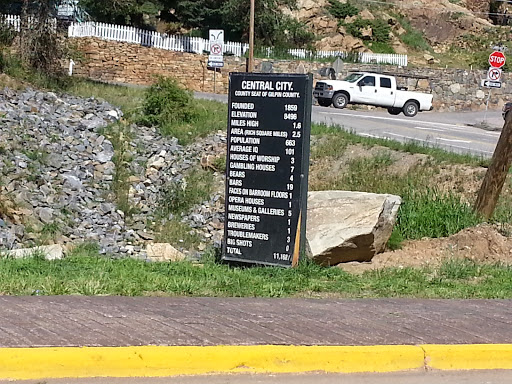 CENTRAL CITY.
COUNTY SEAT OF GILPIN COUNTY.
FOUNDED 1859
ELEVATION 8496
MILES HIGH 1.6
AREA (RICH SQUARE MILES) 2.5
POPULATION 663
AVERAGE IQ 101
HOUSES OF WORSHIP 3
GAMBLING HOUSES 7
BEARS 4
BARS 19
FACES ON BARROOM FLOORS 1
OPERA HOUSES 1
MUSEUMS & GALLERIES 5
NEWSPAPERS 1
BREWERIES 1
TROUBLEMAKERS 3
BIG SHOTS 0
TOTAL
STOP